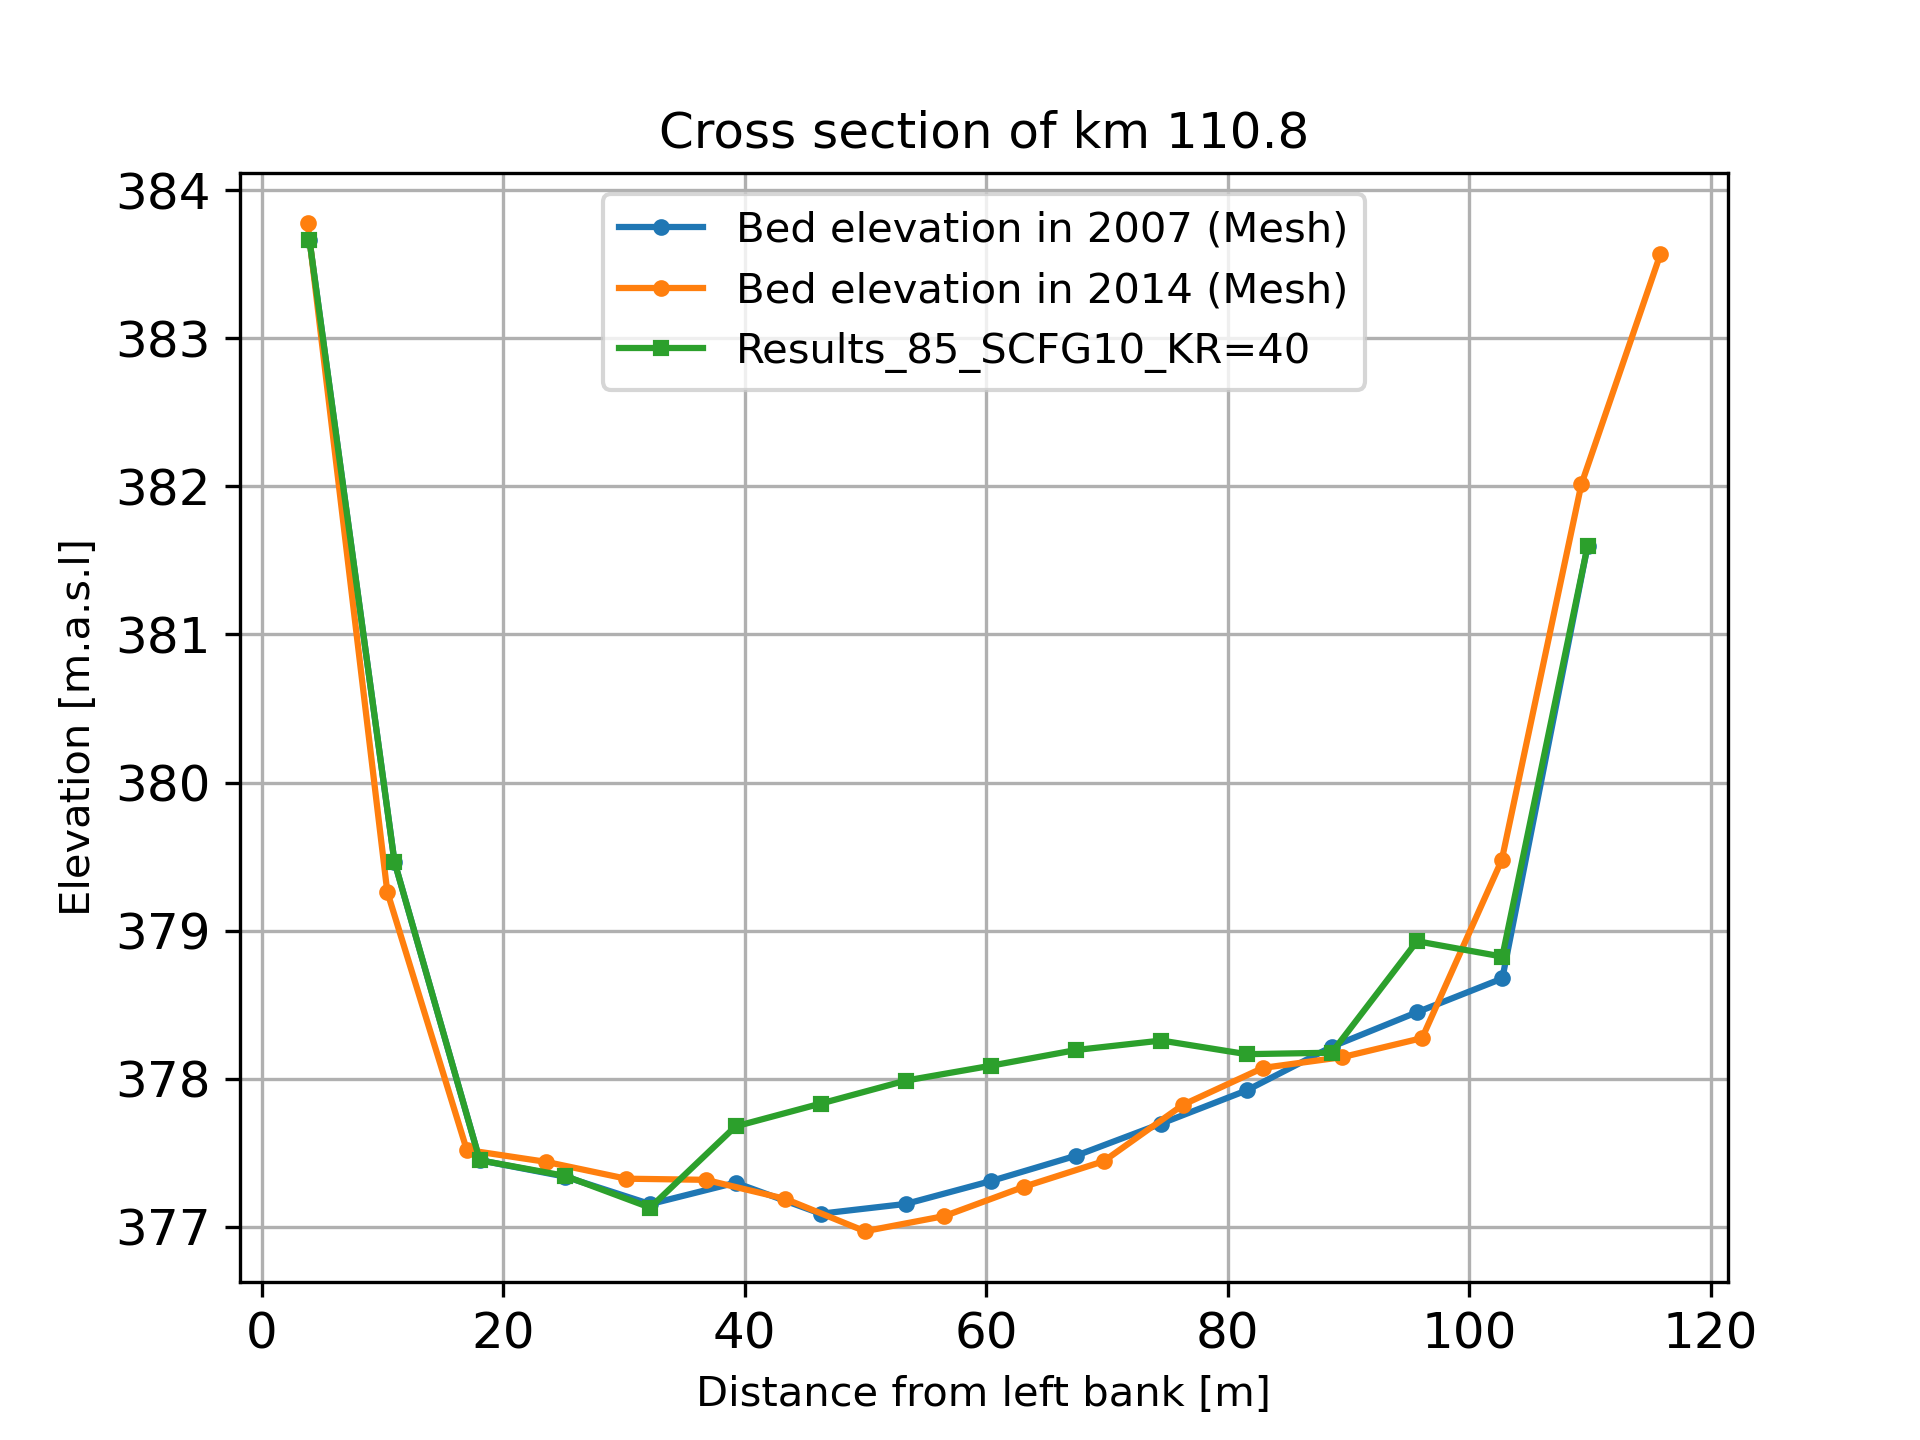 Cross section of km 110.8
384
383
382
381
380
379
378
377
Elevation [m.a.s.l]
Bed elevation in 2007 (Mesh)
Bed elevation in 2014 (Mesh)
Results_85_SCFG10_KR=40
0 20 40 60 80 100 120
Distance from left bank [m]